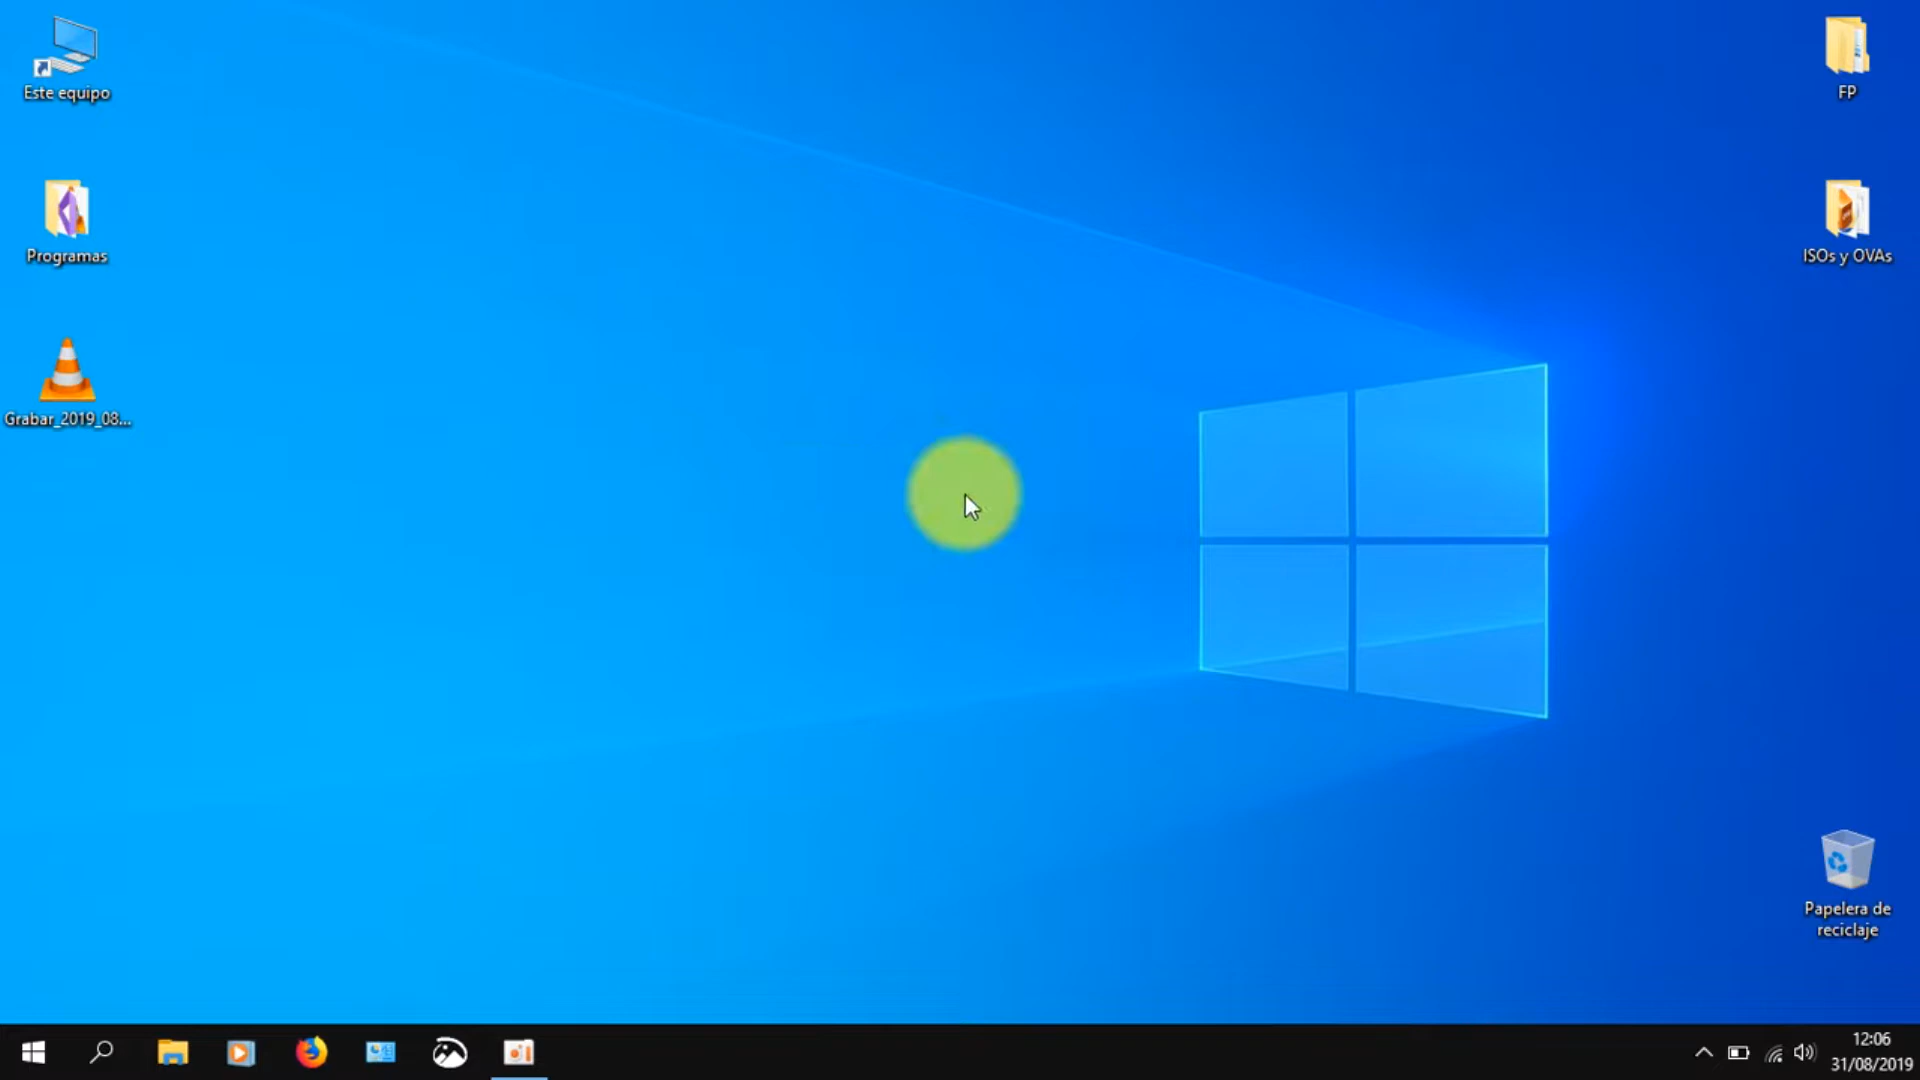 Este equipo
Programas
Grabar_2019_08...
FP
ISOs y OVAs
Papelera de
reciclaje
12:06
31/08/2019